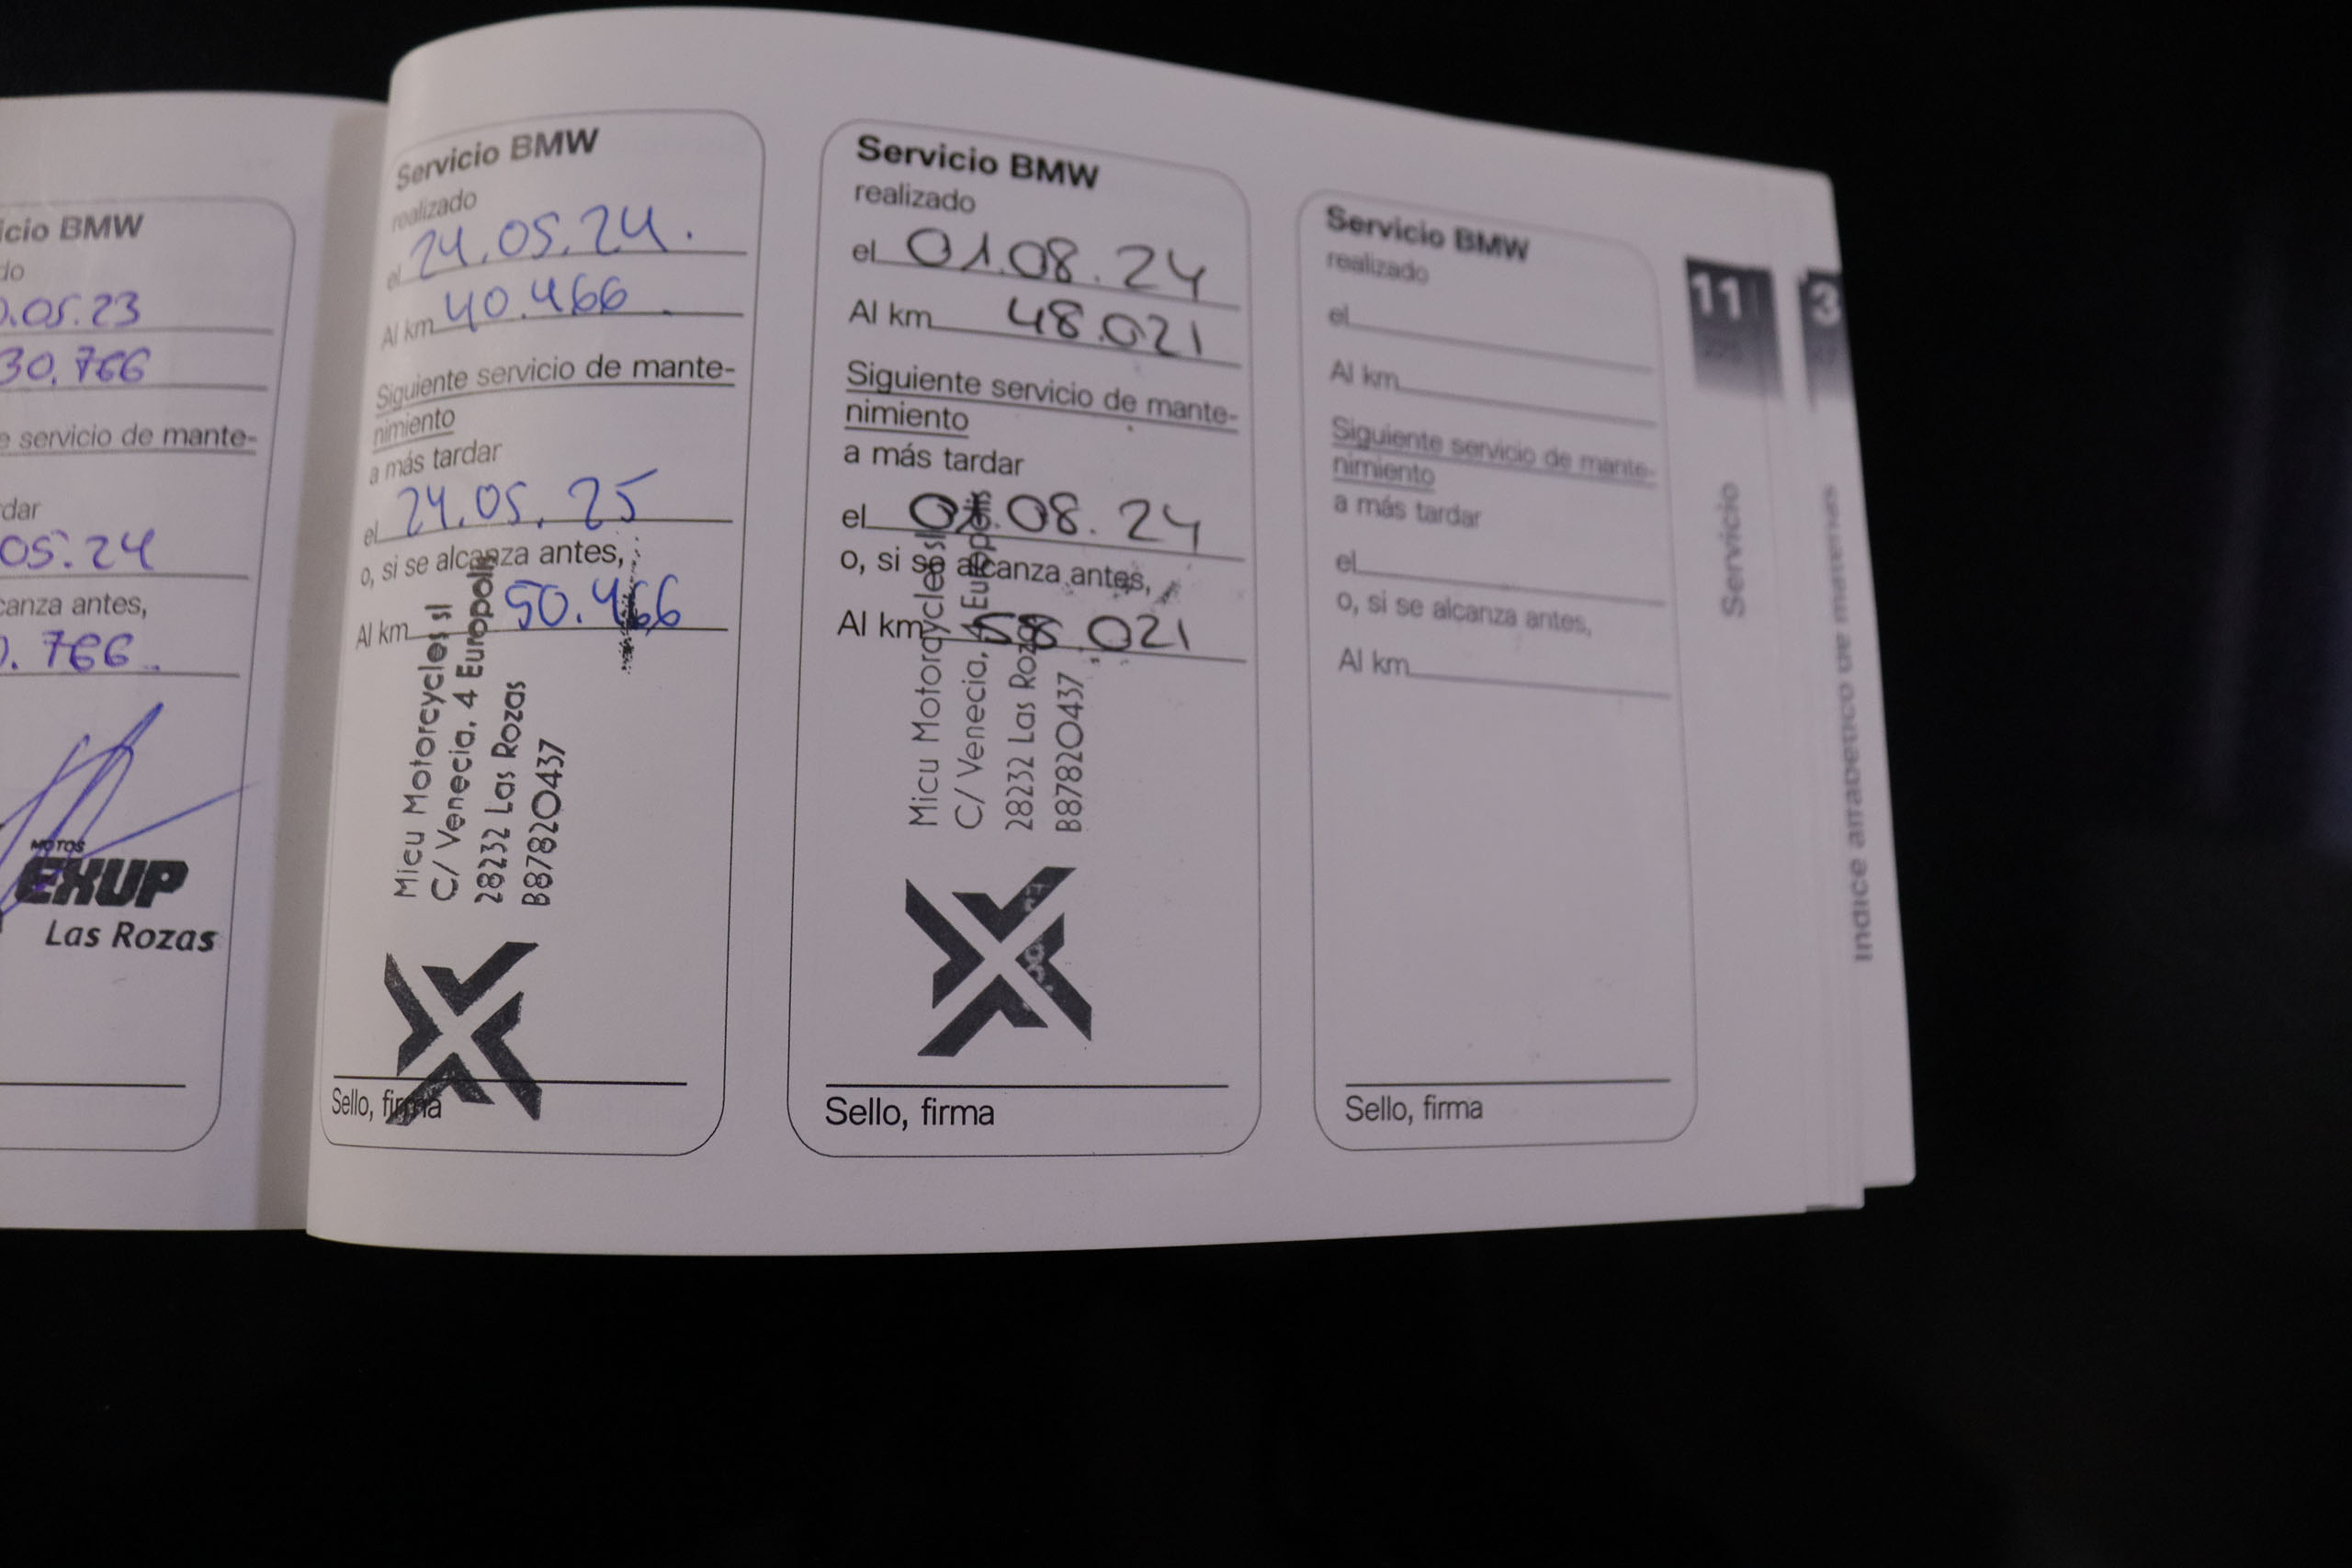 icio BMW
do
0.05.23
30.766
e servicio de mante-
dar
05.24
canza antes,
0.766
MOTOS
EXUP
Las Rozas
Servicio BMW
realizado
el 24.05.24.
Al km 40.466
Siguiente servicio de mante-
nimiento
a más tardar
el 24.05.25
o, si se alcanza antes,
Al km 50.466
Micu Motorcycles sl
C/ Venecia, 4 Europolis
28232 Las Rozas
B87820437
Sello, firma
Servicio BMW
realizado
el 01.08.24
Al km 48.021
Siguiente servicio de mante-
nimiento
a más tardar
el 01.08.24
o, si se alcanza antes,
Al km 58 021
Micu Motorcycles sl
C/ Venecia, 4 Europolis
28232 Las Rozas
B87820437
Sello, firma
Servicio BMW
realizado
el
Al km
Siguiente servicio de mante-
nimiento
a más tardar
el
o, si se alcanza antes,
Al km
Sello, firma
11
Servicio
3
Índice alfabético de materias